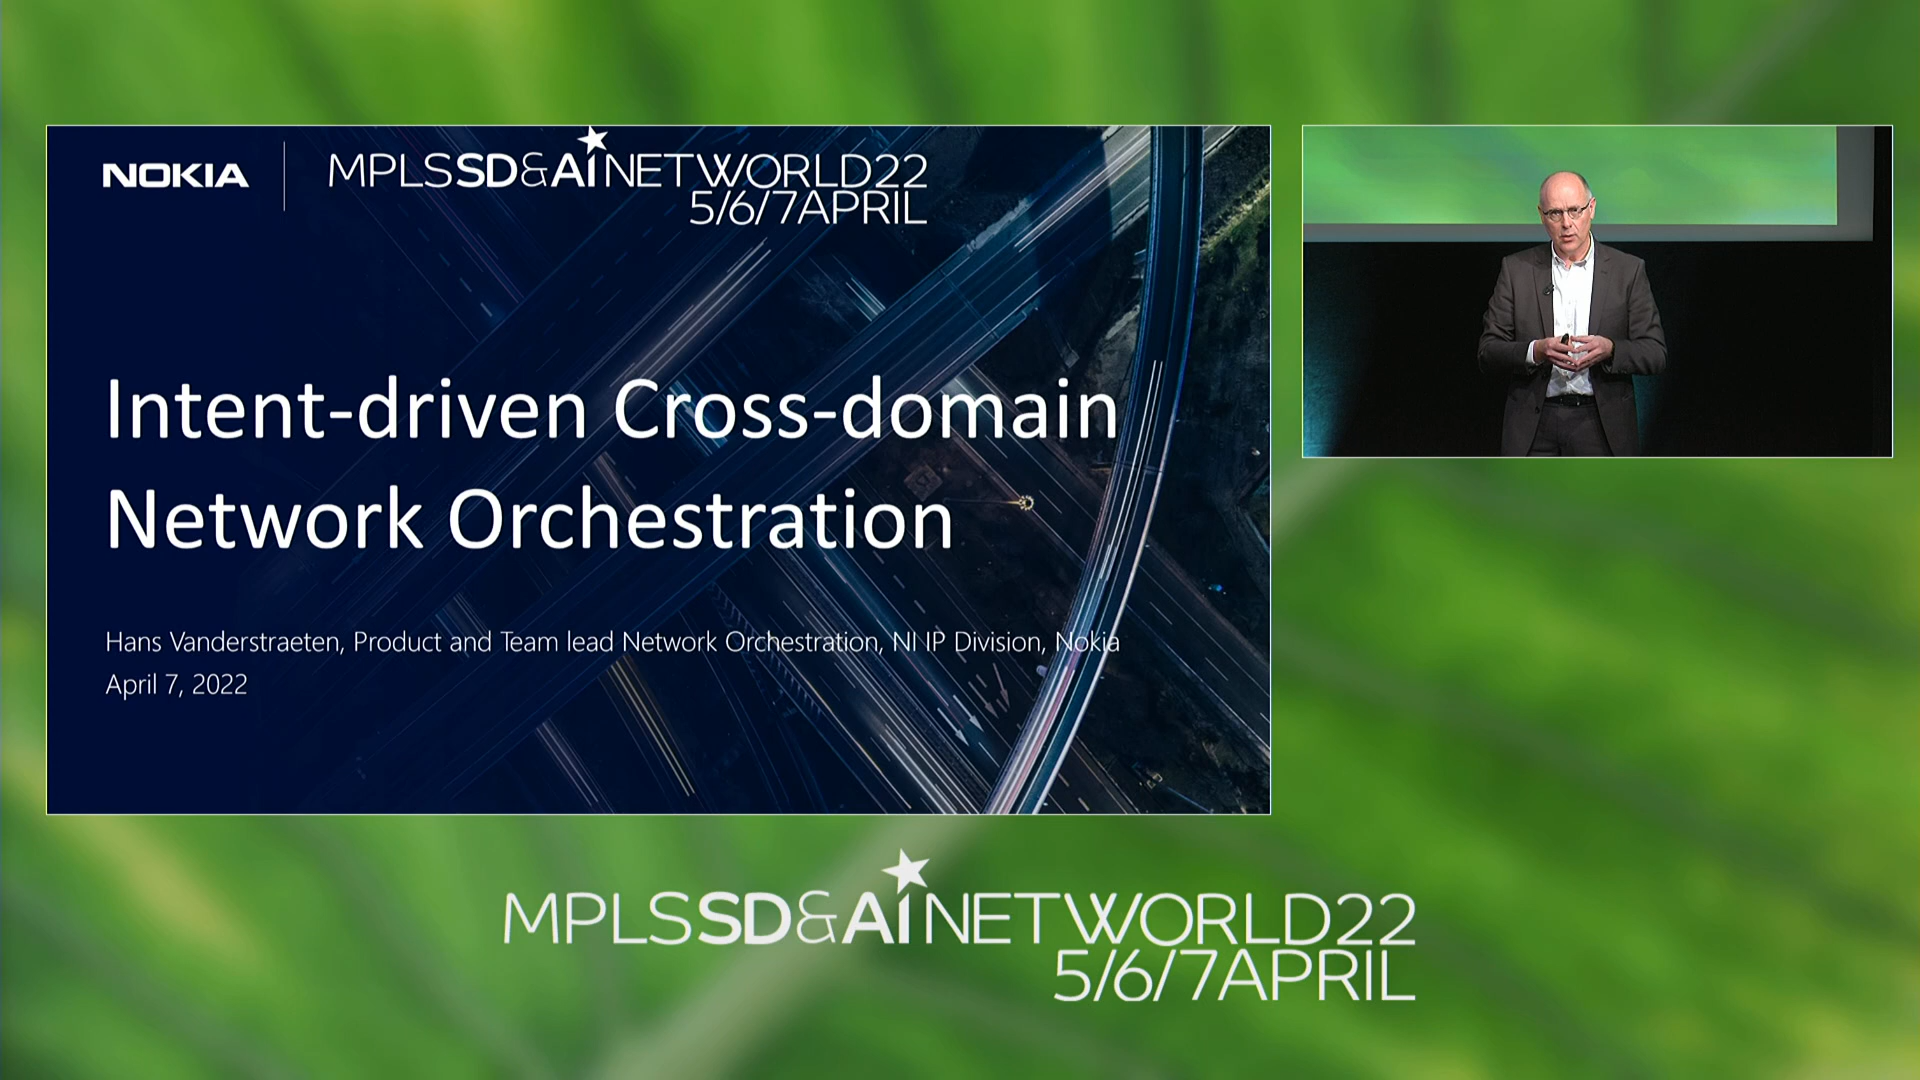 NOKIA
MPLSSD&AINETWORLD22
5/6/7APRIL
Intent-driven Cross-domain
Network Orchestration
Hans Vanderstraeten, Product and Team lead Network Orchestration, NI IP Division, Nokia
April 7, 2022
MPLSSD&AINETWORLD22
5/6/7APRIL